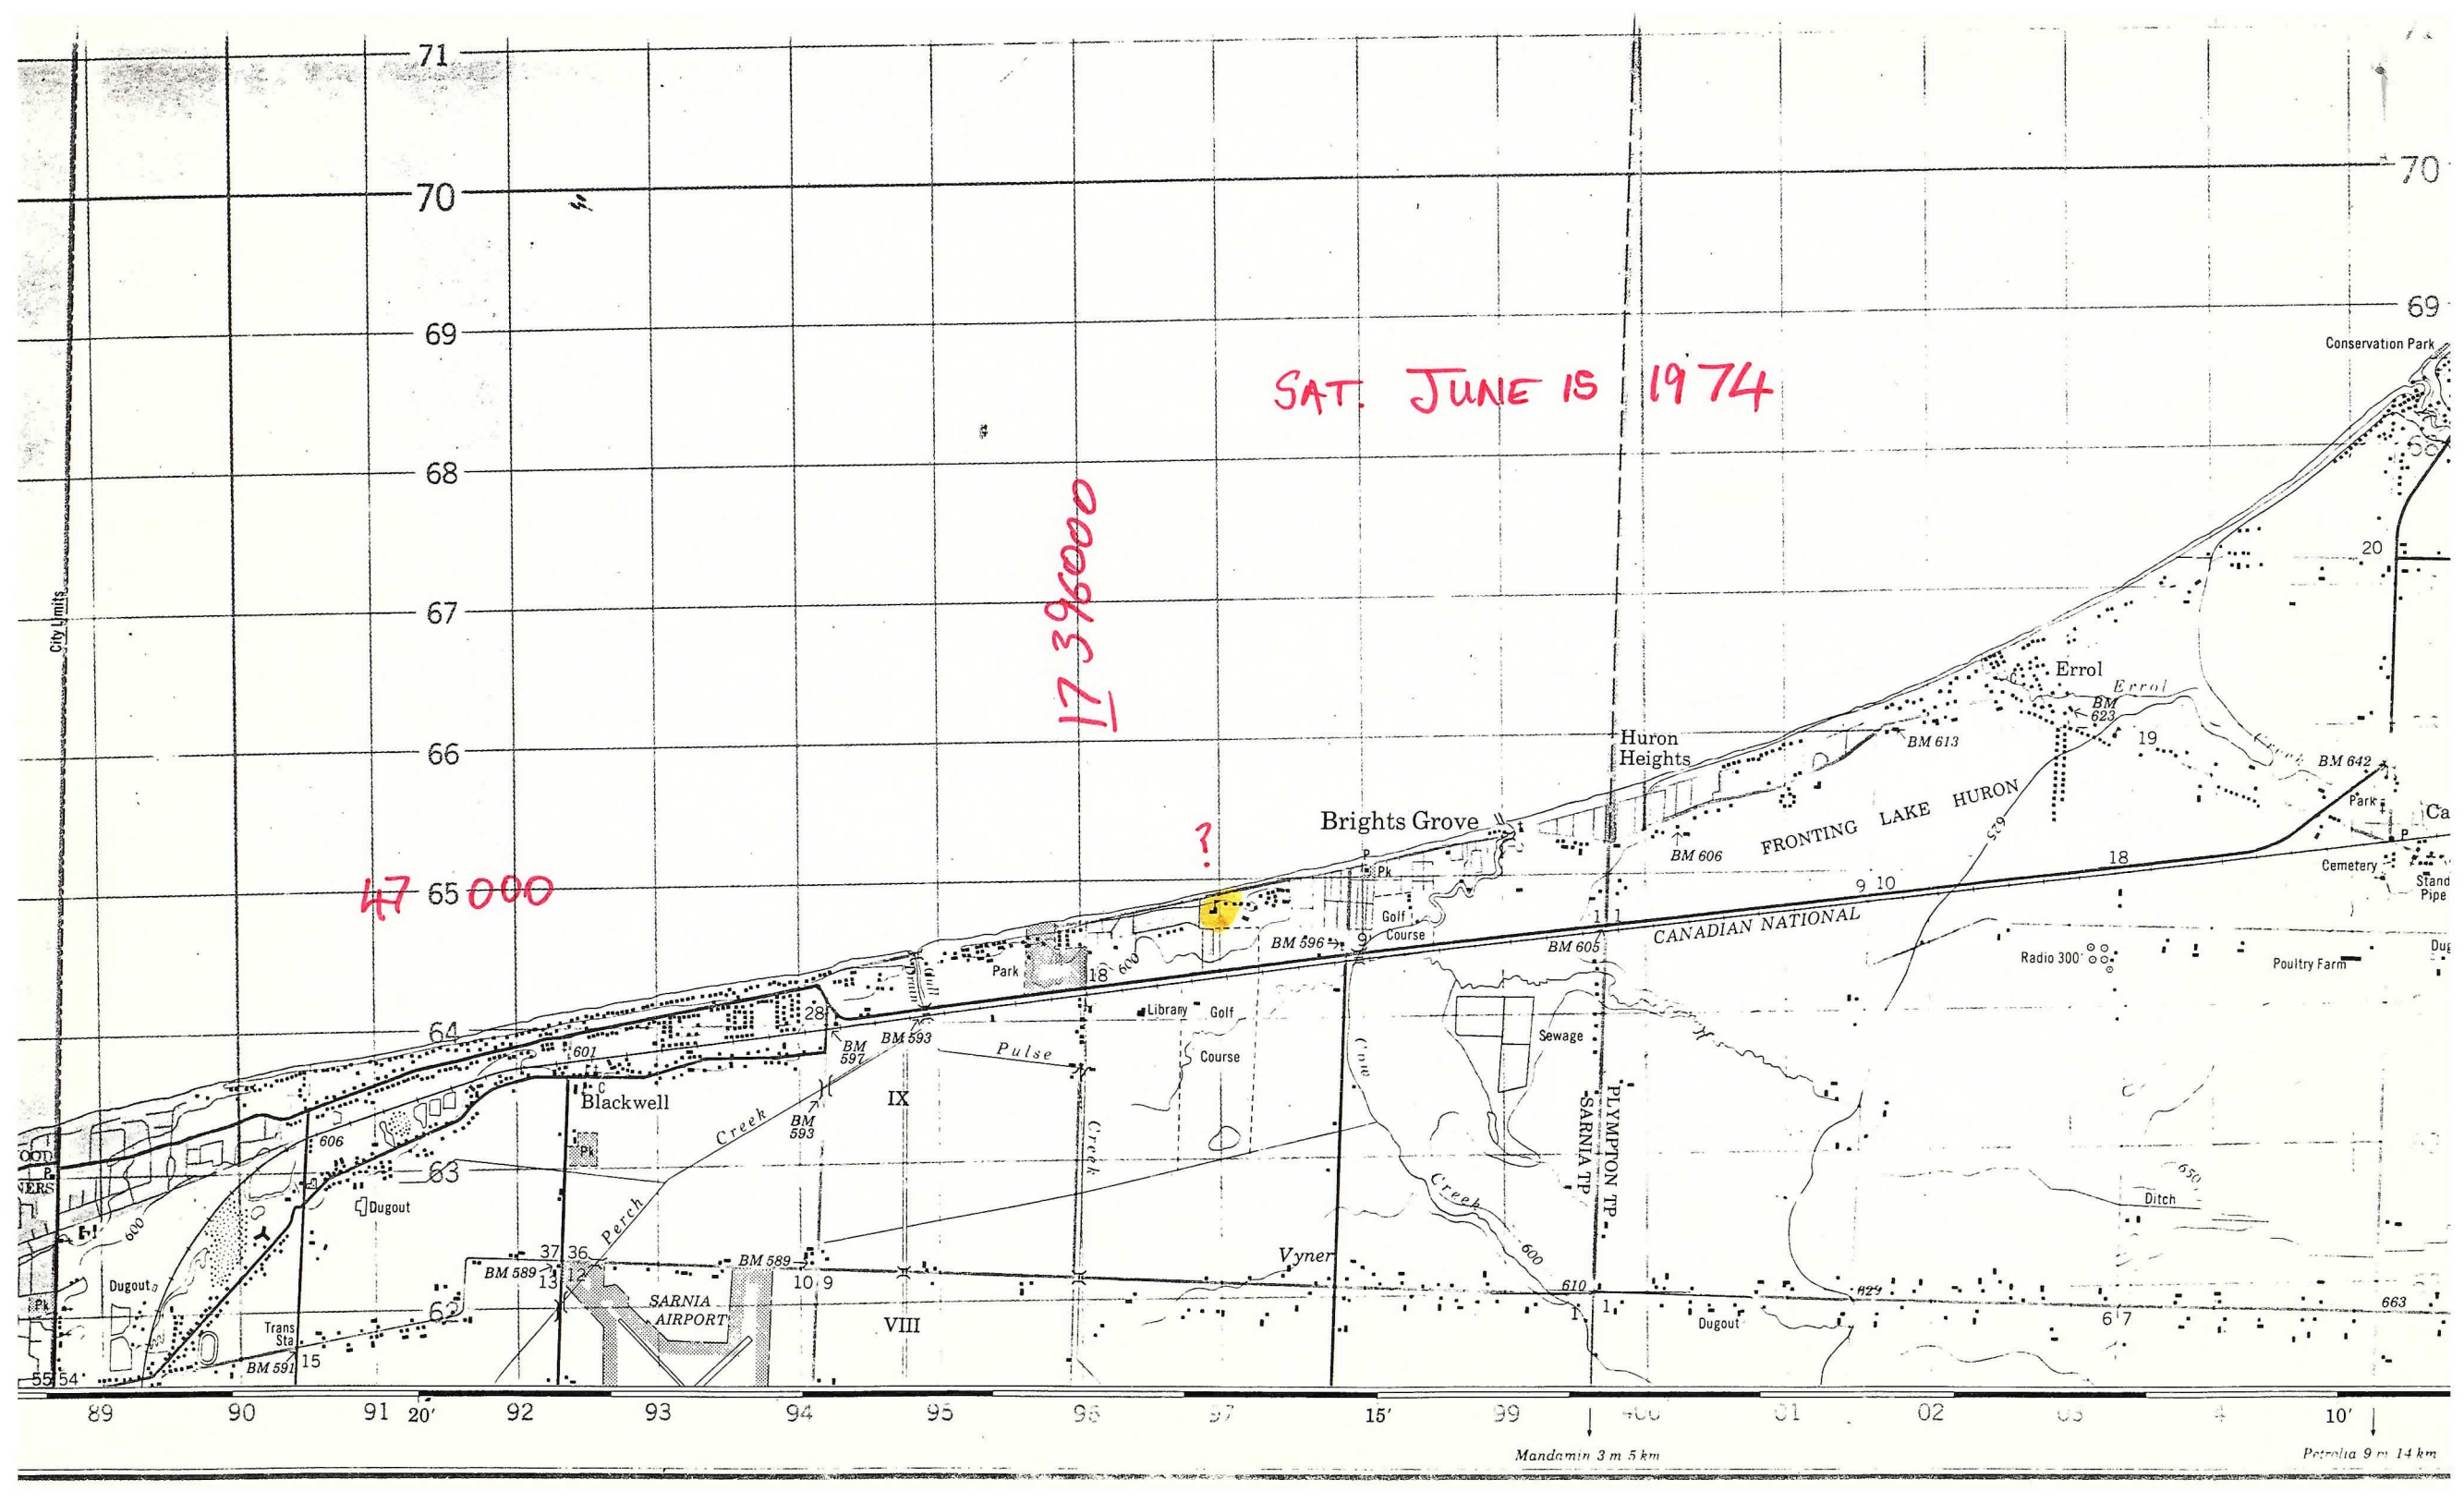 71
70
70
69
69
Conservation Park
SAT. JUNE 15 1974
68
68
17 396000
20
City Limits
67
Errol
Errol
BM 623
19
Huron Heights
BM 613
66
Creek
BM 642
Park
Brights Grove
?
FRONTING LAKE HURON
625
BM 606
P
Pk
P
Ca
18
Cemetery
Stand Pipe
47 65 000
9 10
Golf Course
1 1
CANADIAN NATIONAL
BM 596
9
BM 605
Radio 300'
Poultry Farm
Park
18
600
Library
Golf Course
28
64
BM 597
BM 593
Sewage
601
Pulse
Creek
Cow
Creek
C
Blackwell
IX
BM 593
Creek
Perch
PLYMPTON TP
SARNIA TP
606
P
NERS
Pk
63
650
Ditch
Dugout
600
Vyner
600
37 36
BM 589
13 12
BM 589
10 9
Dugout
610
629
663
Pk
62
SARNIA AIRPORT
VIII
1
1
Dugout
6 7
Trans Sta
BM 591
15
55 54
89 90 91 20' 92 93 94 95 96 97 15' 99 400 01 02 03 4 10'
Mandamin 3 m 5 km
Petrolia 9 m 14 km